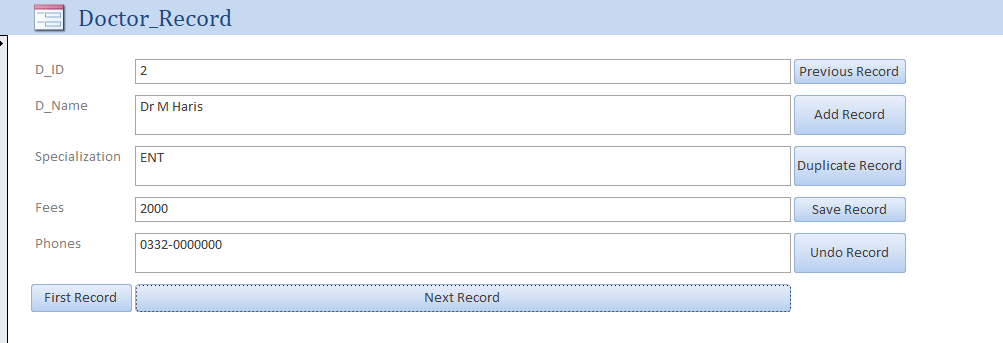 Doctor_Record
D_ID 2 Previous Record
D_Name Dr M Haris Add Record
Specialization ENT Duplicate Record
Fees 2000 Save Record
Phones 0332-0000000 Undo Record
First Record Next Record